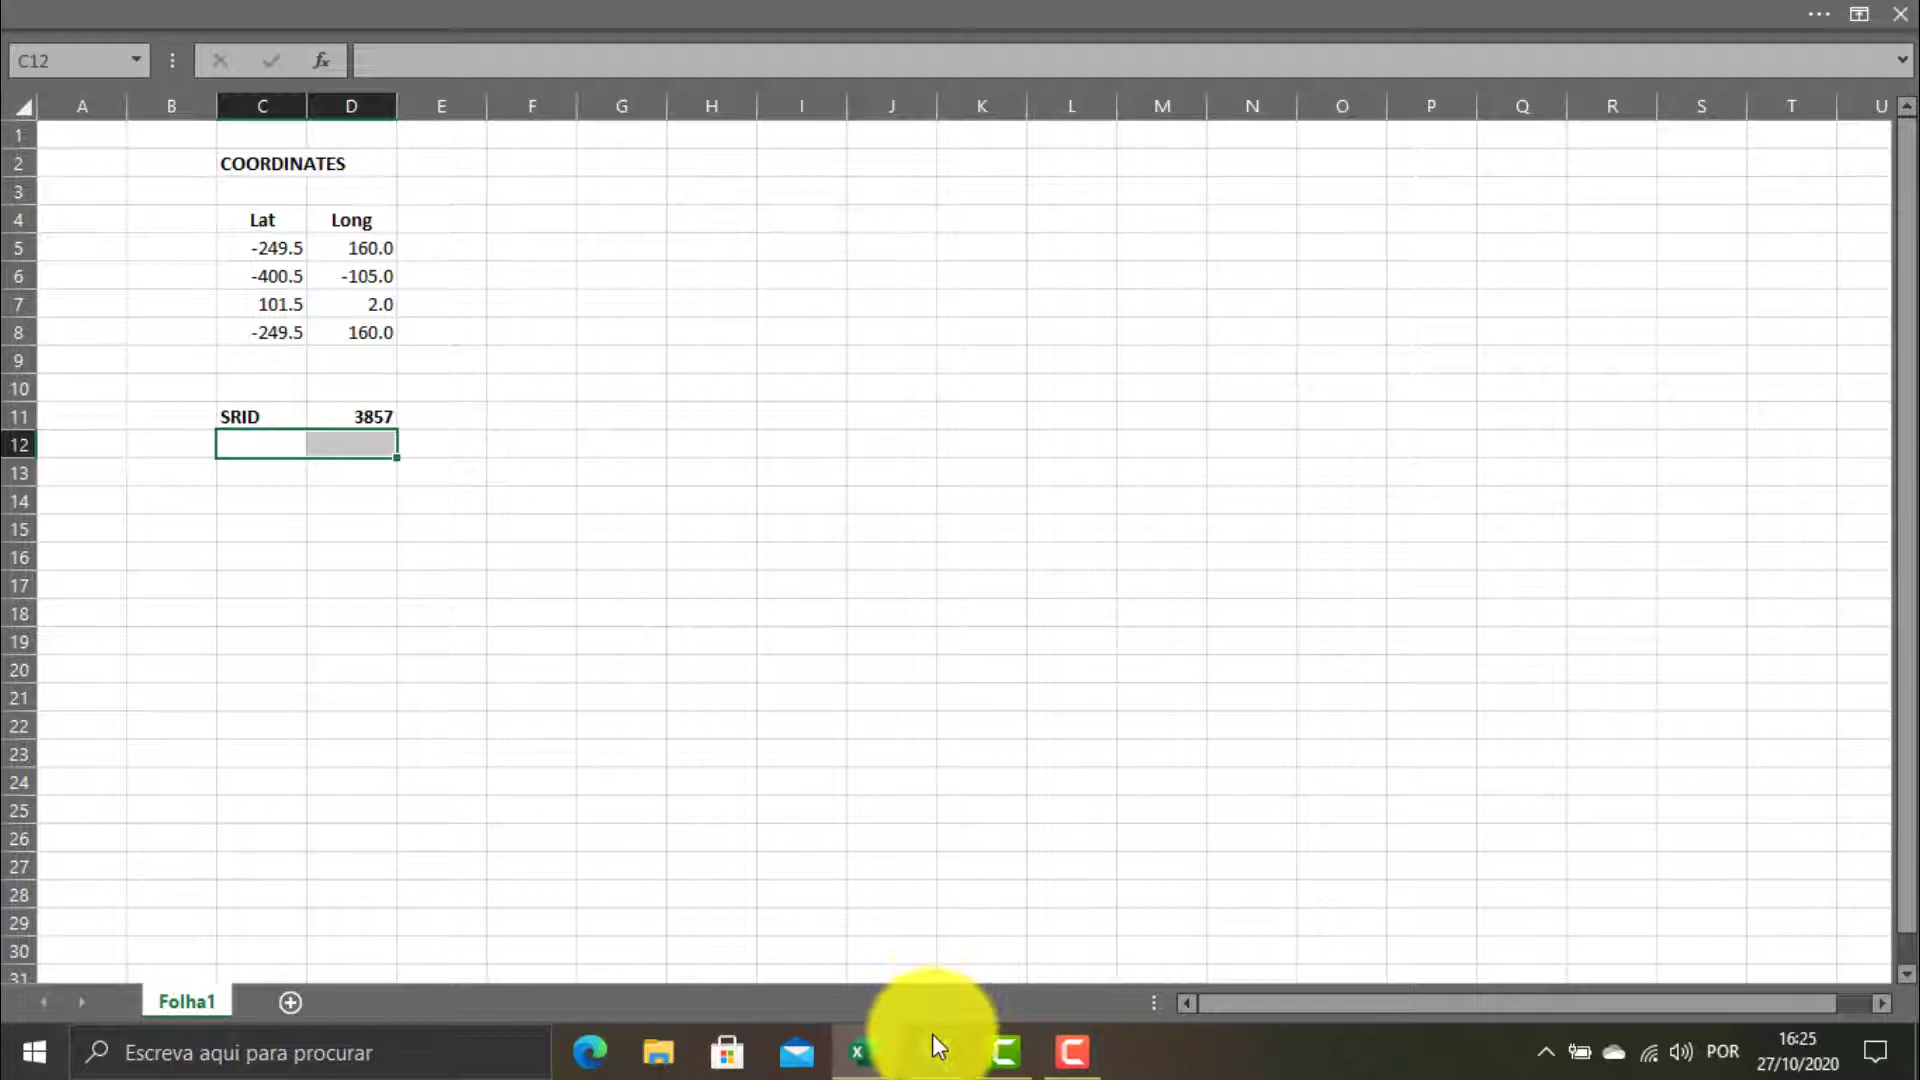 C12
fx
A B C D E F G H I J K L M N O P Q R S T U
1
2 COORDINATES
3
4 Lat Long
5 -249.5 160.0
6 -400.5 -105.0
7 101.5 2.0
8 -249.5 160.0
9
10
11 SRID 3857
12
13
14
15
16
17
18
19
20
21
22
23
24
25
26
27
28
29
30
31
Folha1
Escreva aqui para procurar
POR
16:25
27/10/2020